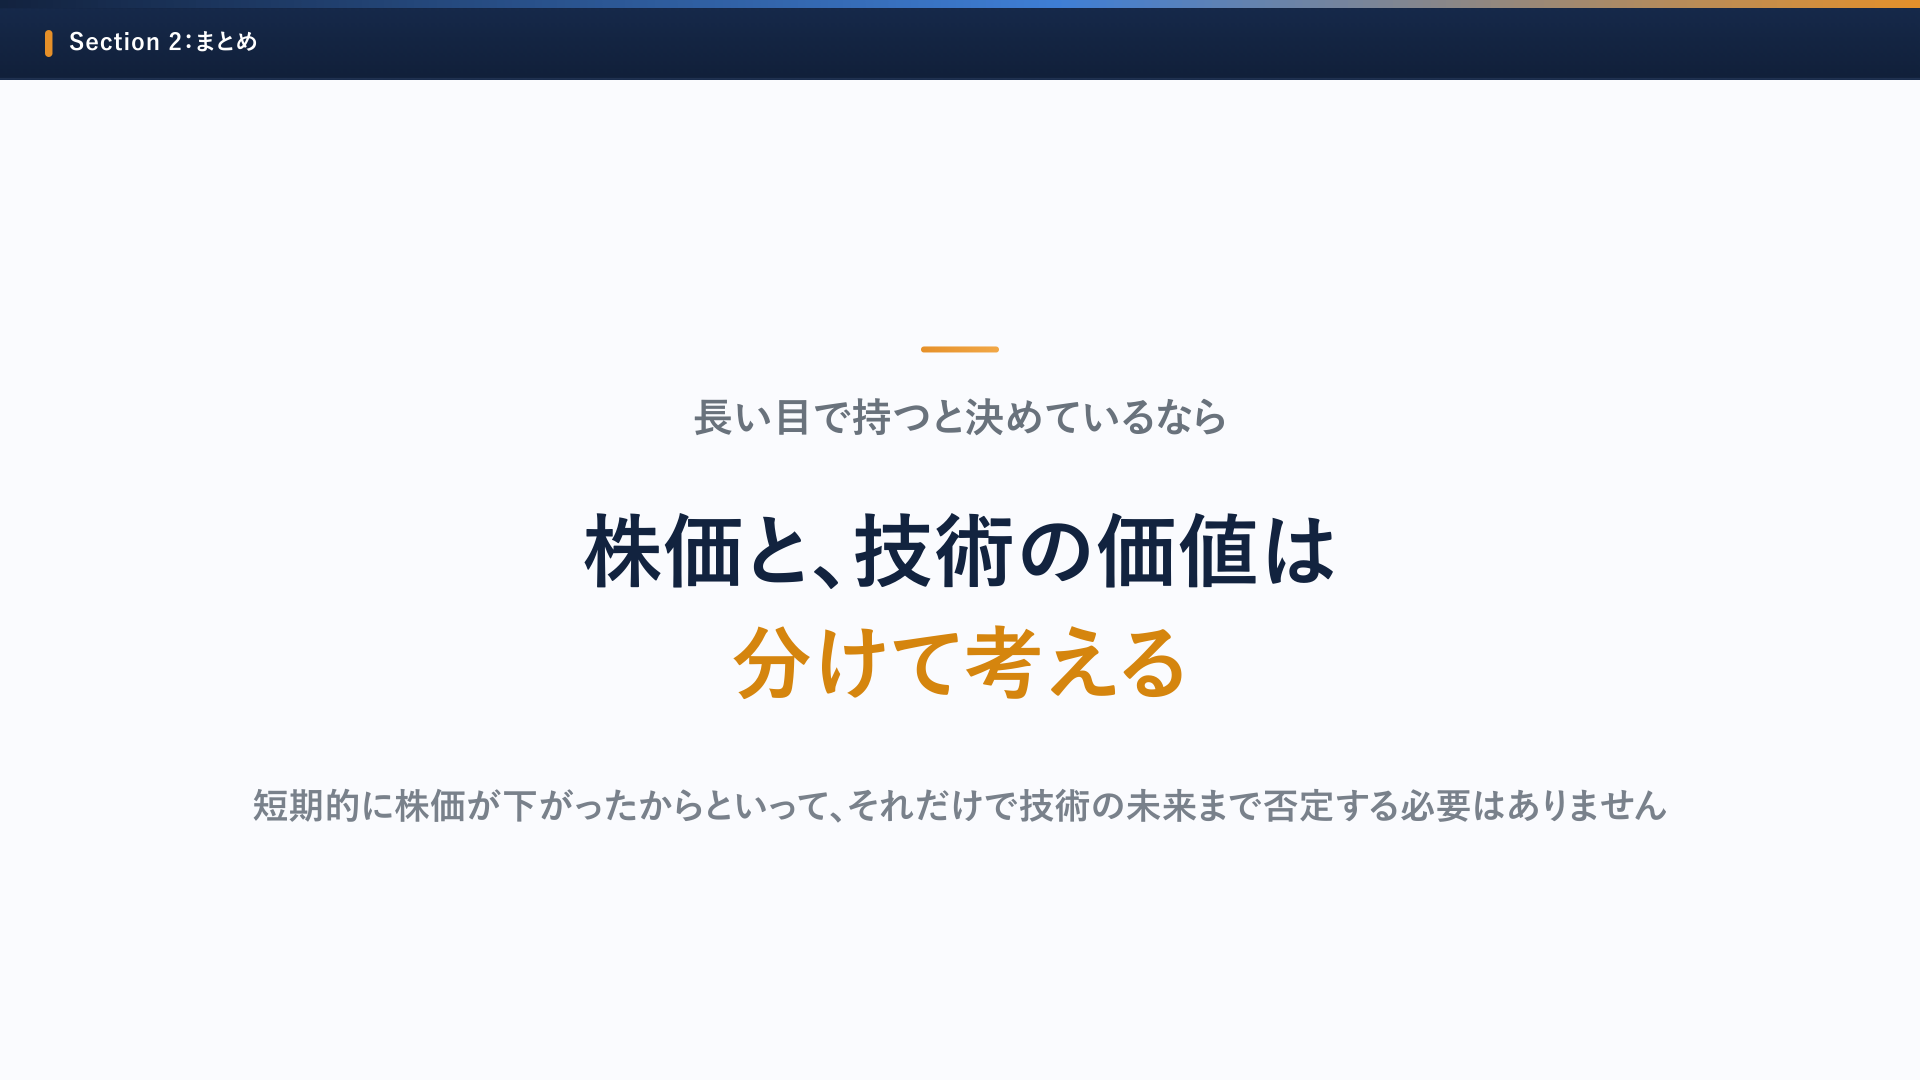 Section 2：まとめ
長い目で持つと決めているなら
株価と、技術の価値は
分けて考える
短期的に株価が下がったからといって、それだけで技術の未来まで否定する必要はありません